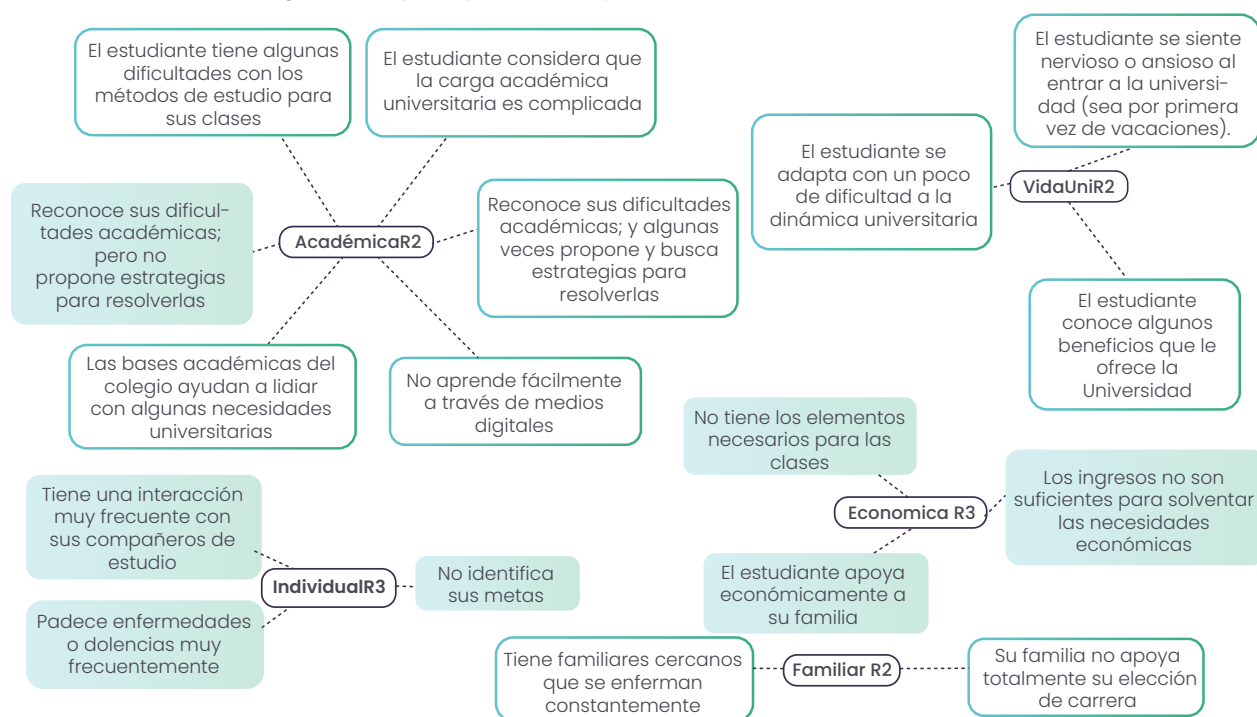 El estudiante tiene algunas
dificultades con los
métodos de estudio para
sus clases
El estudiante considera que
la carga académica
universitaria es complicada
Reconoce sus dificul-
tades académicas;
pero no
propone estrategias
para resolverlas
AcadémicaR2
Reconoce sus dificultades
académicas; y algunas
veces propone y busca
estrategias para
resolverlas
Las bases académicas del
colegio ayudan a lidiar
con algunas necesidades
universitarias
No aprende fácilmente
a través de medios
digitales
El estudiante se siente
nervioso o ansioso al
entrar a la universi-
dad (sea por primera
vez de vacaciones).
El estudiante se
adapta con un poco
de dificultad a la
dinámica universitaria
VidaUniR2
El estudiante
conoce algunos
beneficios que le
ofrece la
Universidad
No tiene los elementos
necesarios para las
clases
Economica R3
Los ingresos no son
suficientes para solventar
las necesidades
económicas
El estudiante apoya
económicamente a
su familia
Tiene una interacción
muy frecuente con
sus compañeros de
estudio
IndividualR3
No identifica
sus metas
Padece enfermedades
o dolencias muy
frecuentemente
Tiene familiares cercanos
que se enferman
constantemente
Familiar R2
Su familia no apoya
totalmente su elección
de carrera